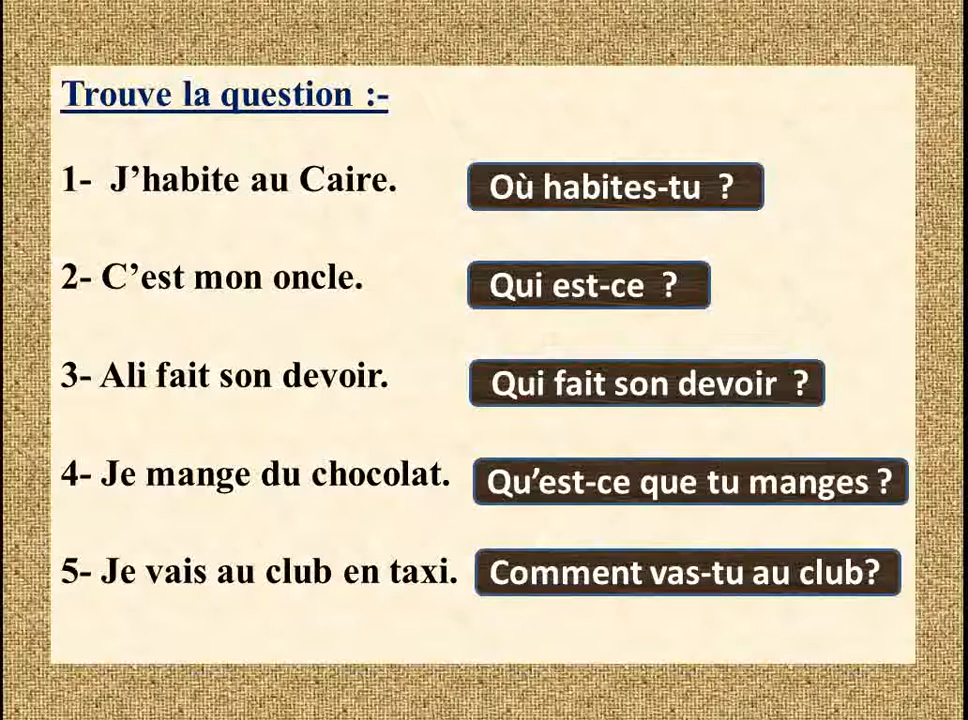 Trouve la question :-
1- J’habite au Caire. Où habites-tu ?
2- C’est mon oncle. Qui est-ce ?
3- Ali fait son devoir. Qui fait son devoir ?
4- Je mange du chocolat. Qu’est-ce que tu manges ?
5- Je vais au club en taxi. Comment vas-tu au club?